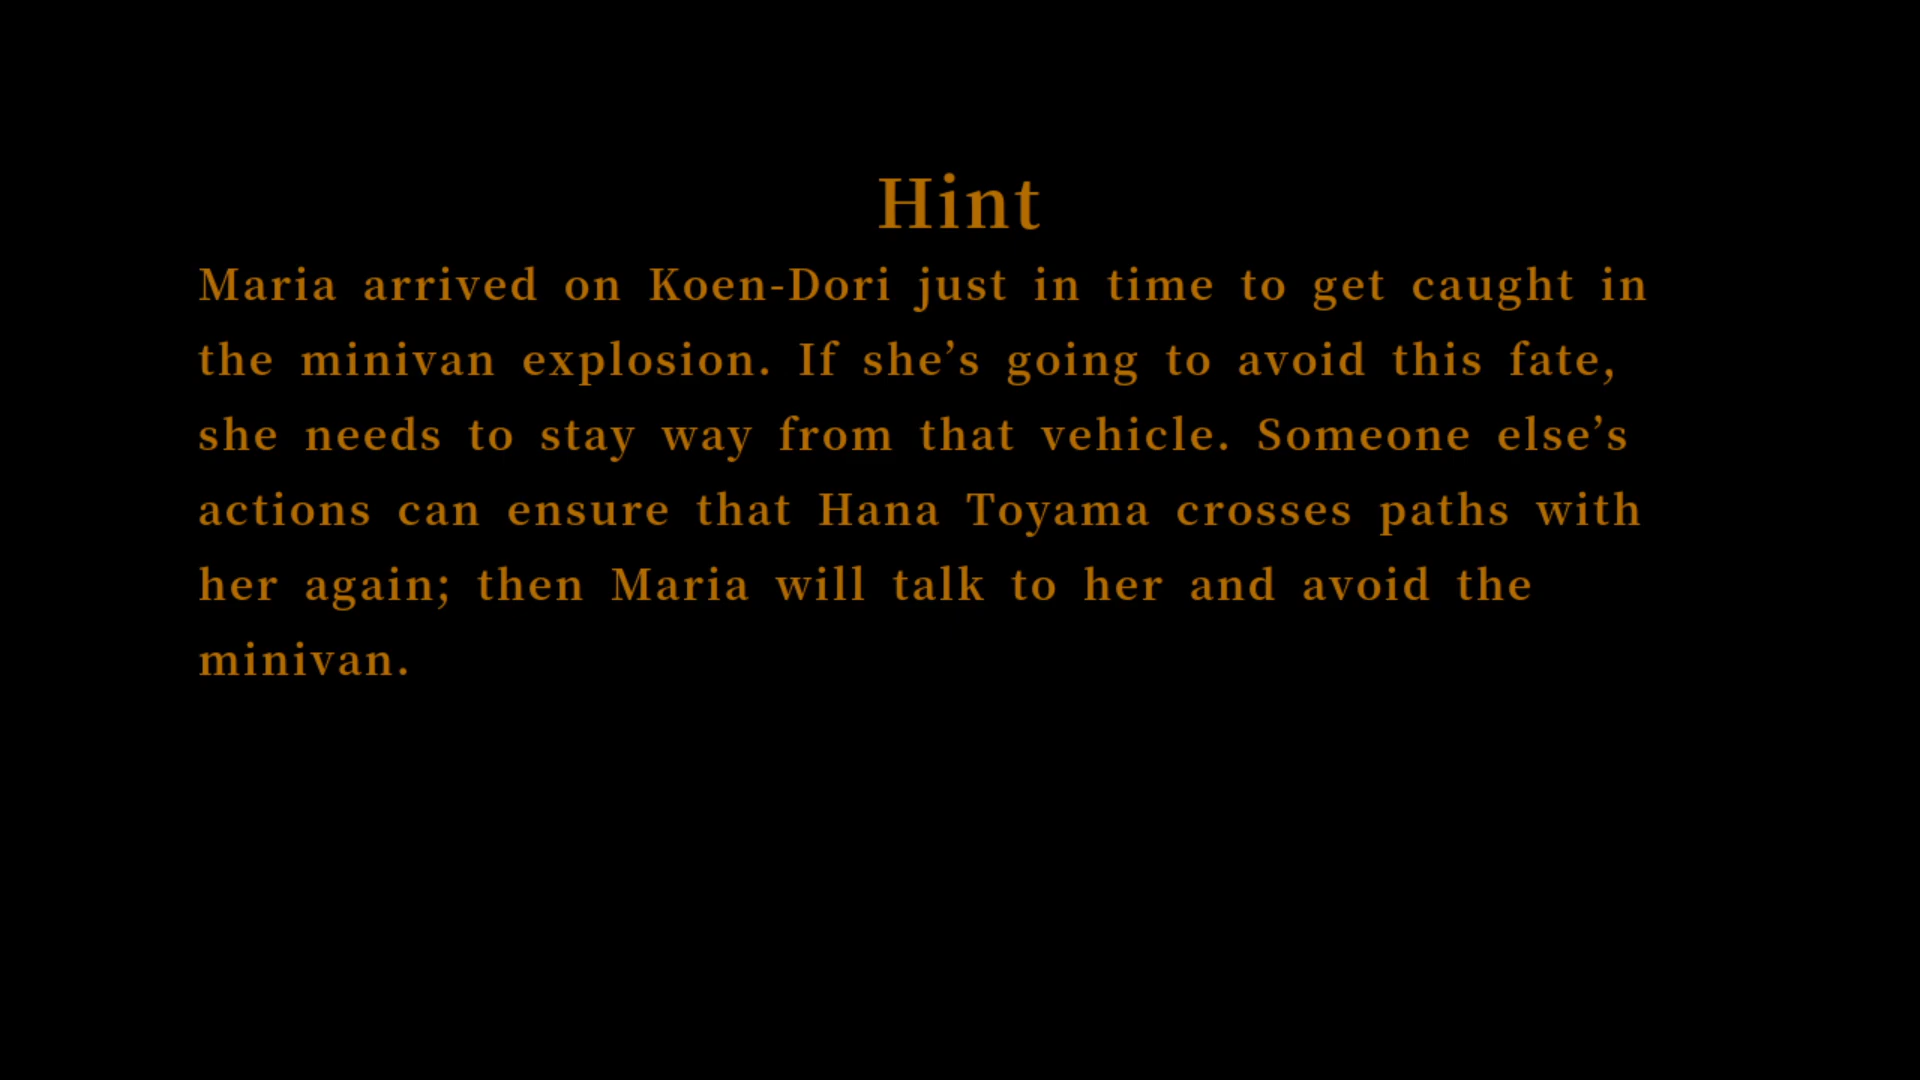 Hint
Maria arrived on Koen-Dori just in time to get caught in
the minivan explosion. If she’s going to avoid this fate,
she needs to stay way from that vehicle. Someone else’s
actions can ensure that Hana Toyama crosses paths with
her again; then Maria will talk to her and avoid the
minivan.